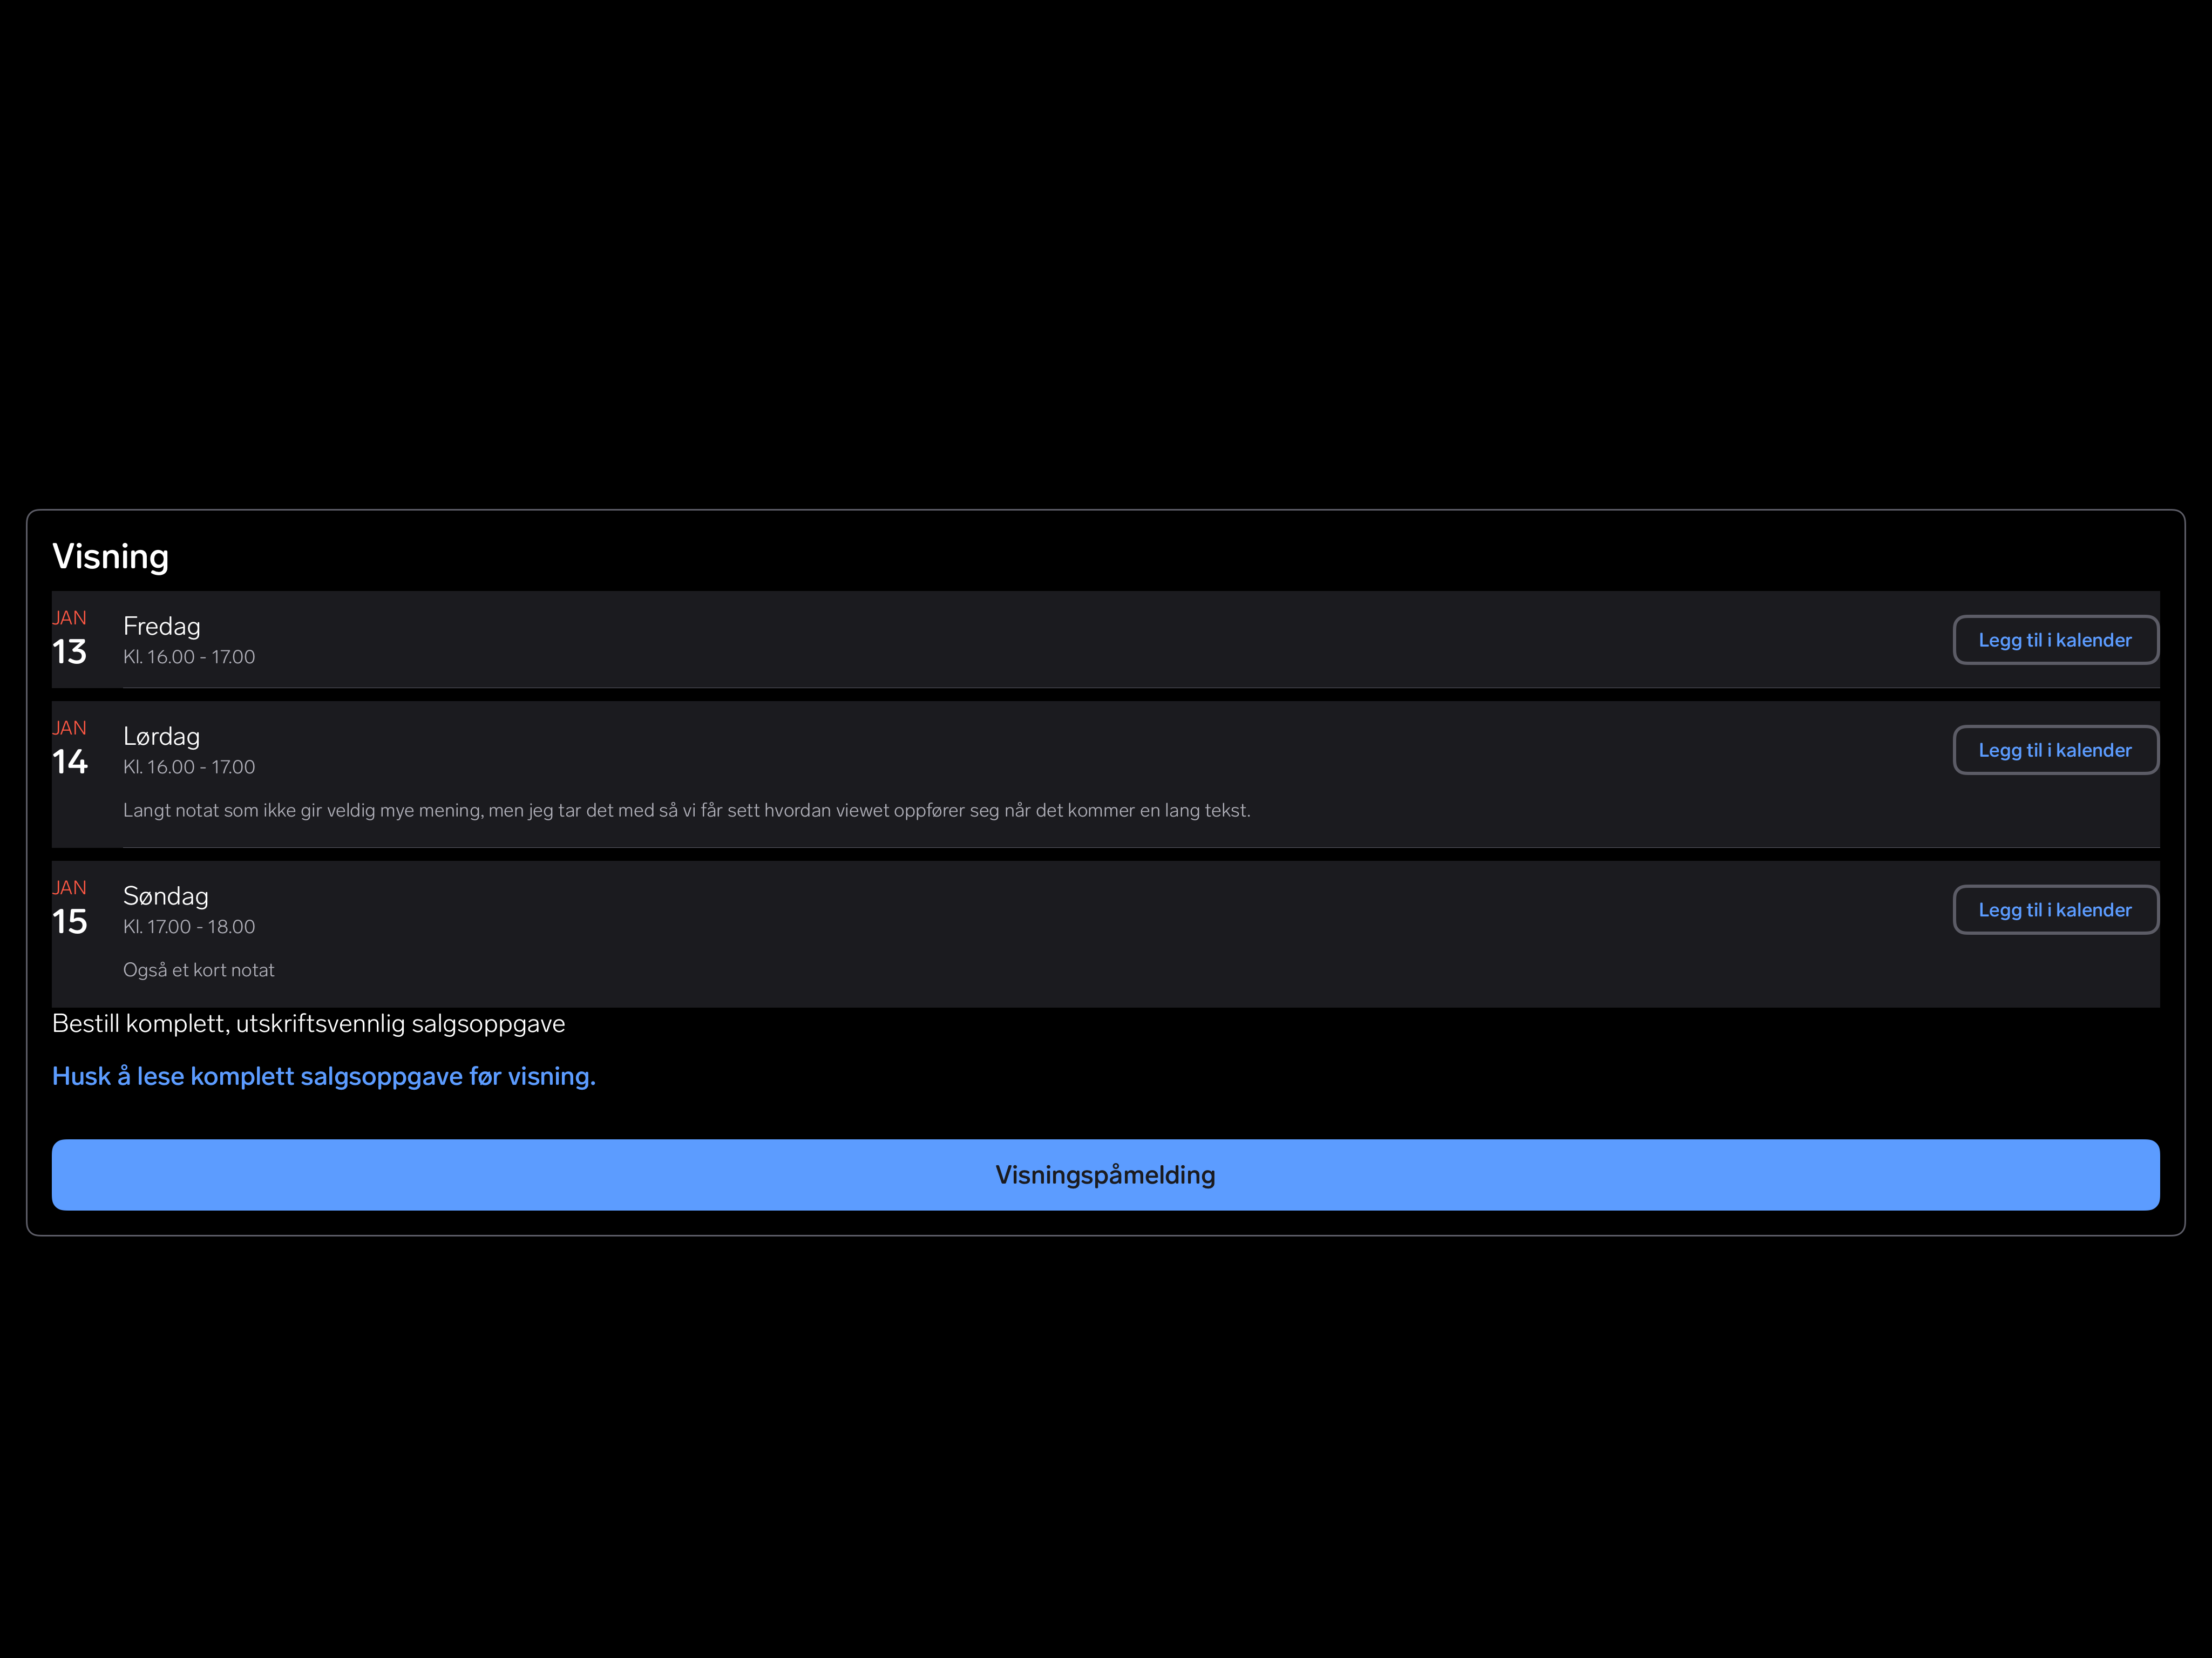 Visning
JAN
13
Fredag
Kl. 16.00 - 17.00
Legg til i kalender
JAN
14
Lørdag
Kl. 16.00 - 17.00
Legg til i kalender
Langt notat som ikke gir veldig mye mening, men jeg tar det med så vi får sett hvordan viewet oppfører seg når det kommer en lang tekst.
JAN
15
Søndag
Kl. 17.00 - 18.00
Legg til i kalender
Også et kort notat
Bestill komplett, utskriftsvennlig salgsoppgave
Husk å lese komplett salgsoppgave før visning.
Visningspåmelding